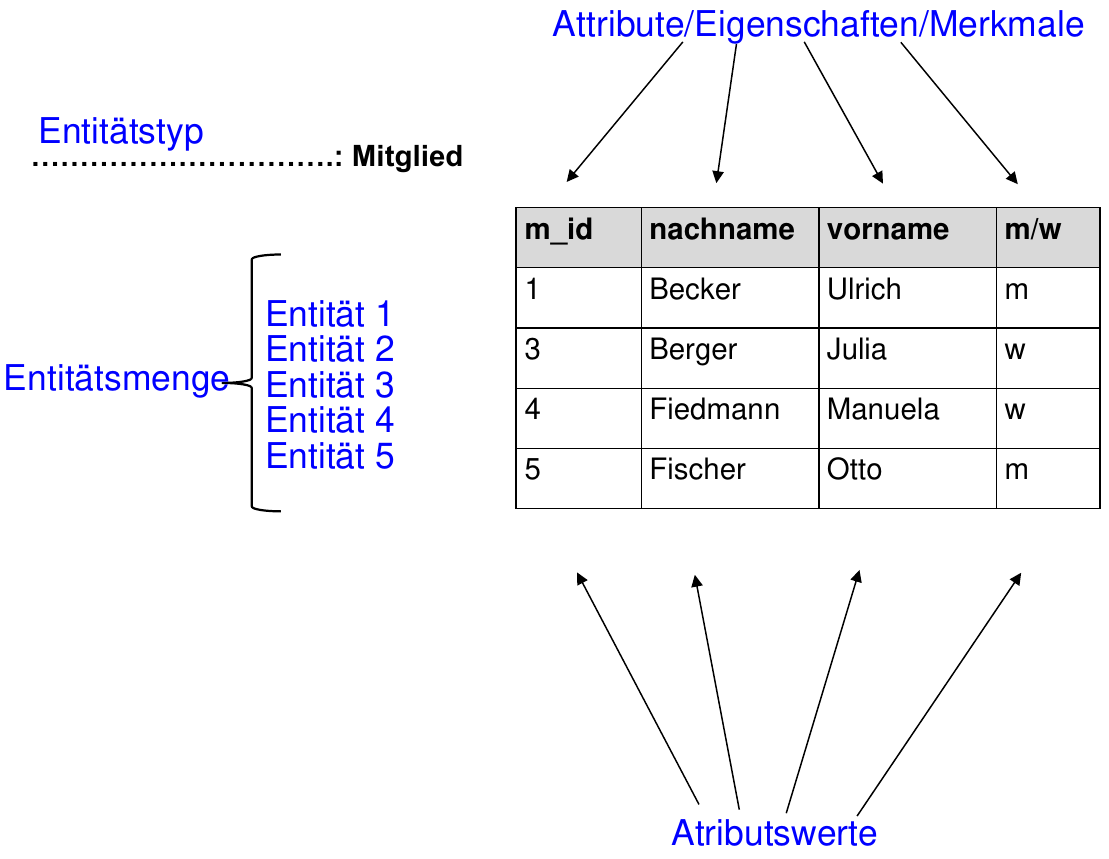 Attribute/Eigenschaften/Merkmale
Entitätstyp
................................: Mitglied
m_id nachname vorname m/w
1 Becker Ulrich m
3 Berger Julia w
4 Fiedmann Manuela w
5 Fischer Otto m
Entitätsmenge
Entität 1
Entität 2
Entität 3
Entität 4
Entität 5
Atributswerte